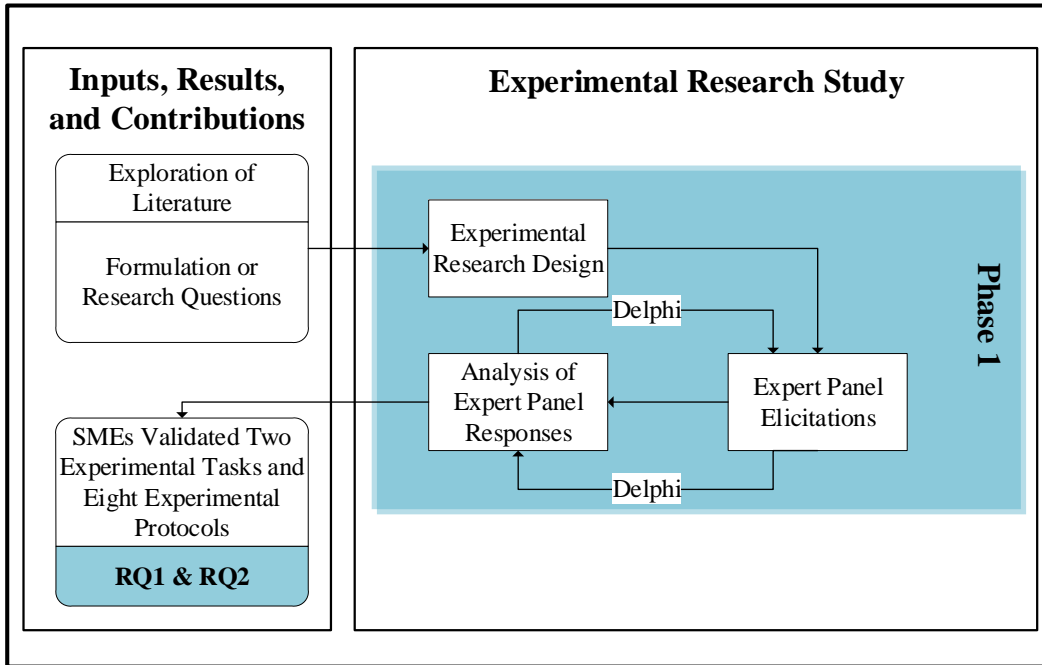 Inputs, Results,
and Contributions
Exploration of
Literature
Formulation or
Research Questions
SMEs Validated Two
Experimental Tasks and
Eight Experimental
Protocols
RQ1 & RQ2
Experimental Research Study
Experimental
Research Design
Delphi
Analysis of
Expert Panel
Responses
Expert Panel
Elicitations
Delphi
Phase 1